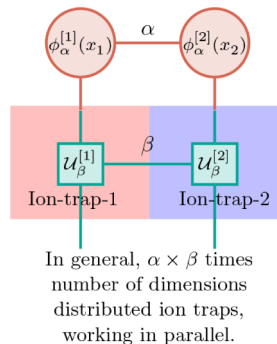 α
ϕ_α^[1](x_1) ϕ_α^[2](x_2)
β
𝒰_β^[1] 𝒰_β^[2]
Ion-trap-1 Ion-trap-2
In general, α × β times
number of dimensions
distributed ion traps,
working in parallel.